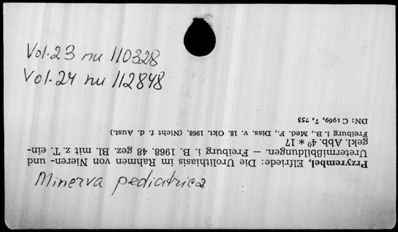 Vol.23 nu 110328
Vol.24 nu 112848
Przyrembel, Elfriede: Die Urolithiasis im Rahmen von Nieren- und
Uretermißbildungen. – Freiburg i. B. 1968. 48 gez. Bl. mit z. T. ein-
gekl. Abb. 4° * 17
Freiburg i. B., Med. F., Diss. v. 18. Okt. 1968 (Nicht f. d. Aust.)
DN: C 1969, 7, 753
Minerva pediatrica